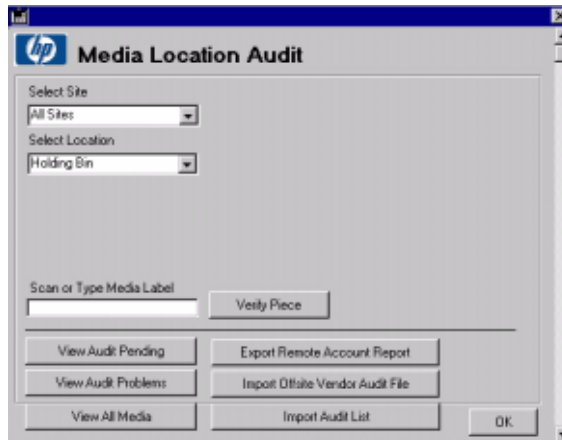 hp
Media Location Audit
Select Site
All Sites
Select Location
Holding Bin
Scan or Type Media Label
Verify Piece
View Audit Pending
Export Remote Account Report
View Audit Problems
Import Offsite Vendor Audit File
View All Media
Import Audit List
OK